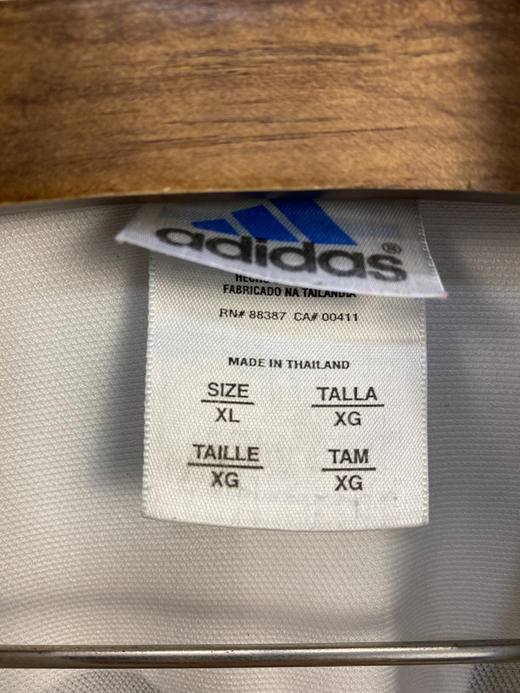 adidas®
FABRICADO NA TAILANDIA
RN# 88387 CA# 00411
MADE IN THAILAND
SIZE TALLA
XL XG
TAILLE TAM
XG XG